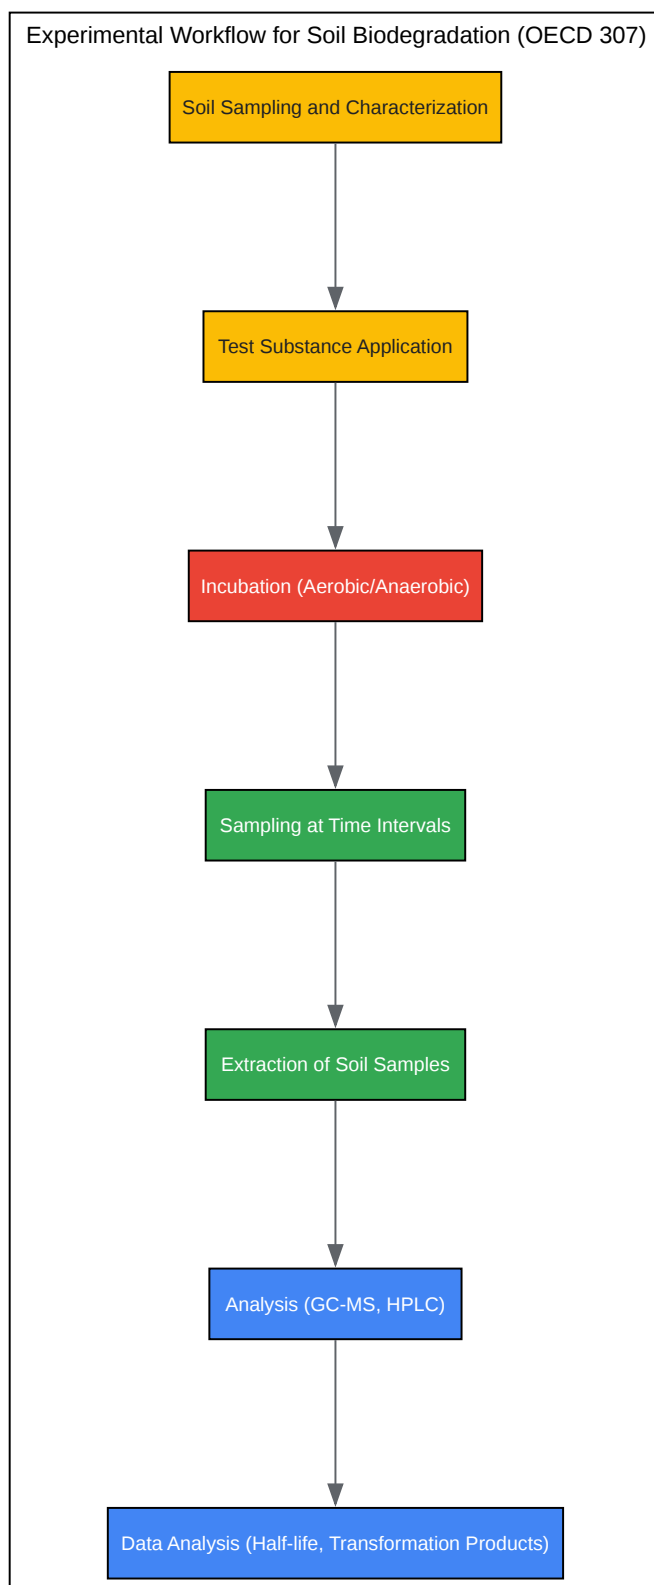 Experimental Workflow for Soil Biodegradation (OECD 307)
Soil Sampling and Characterization
Test Substance Application
Incubation (Aerobic/Anaerobic)
Sampling at Time Intervals
Extraction of Soil Samples
Analysis (GC-MS, HPLC)
Data Analysis (Half-life, Transformation Products)